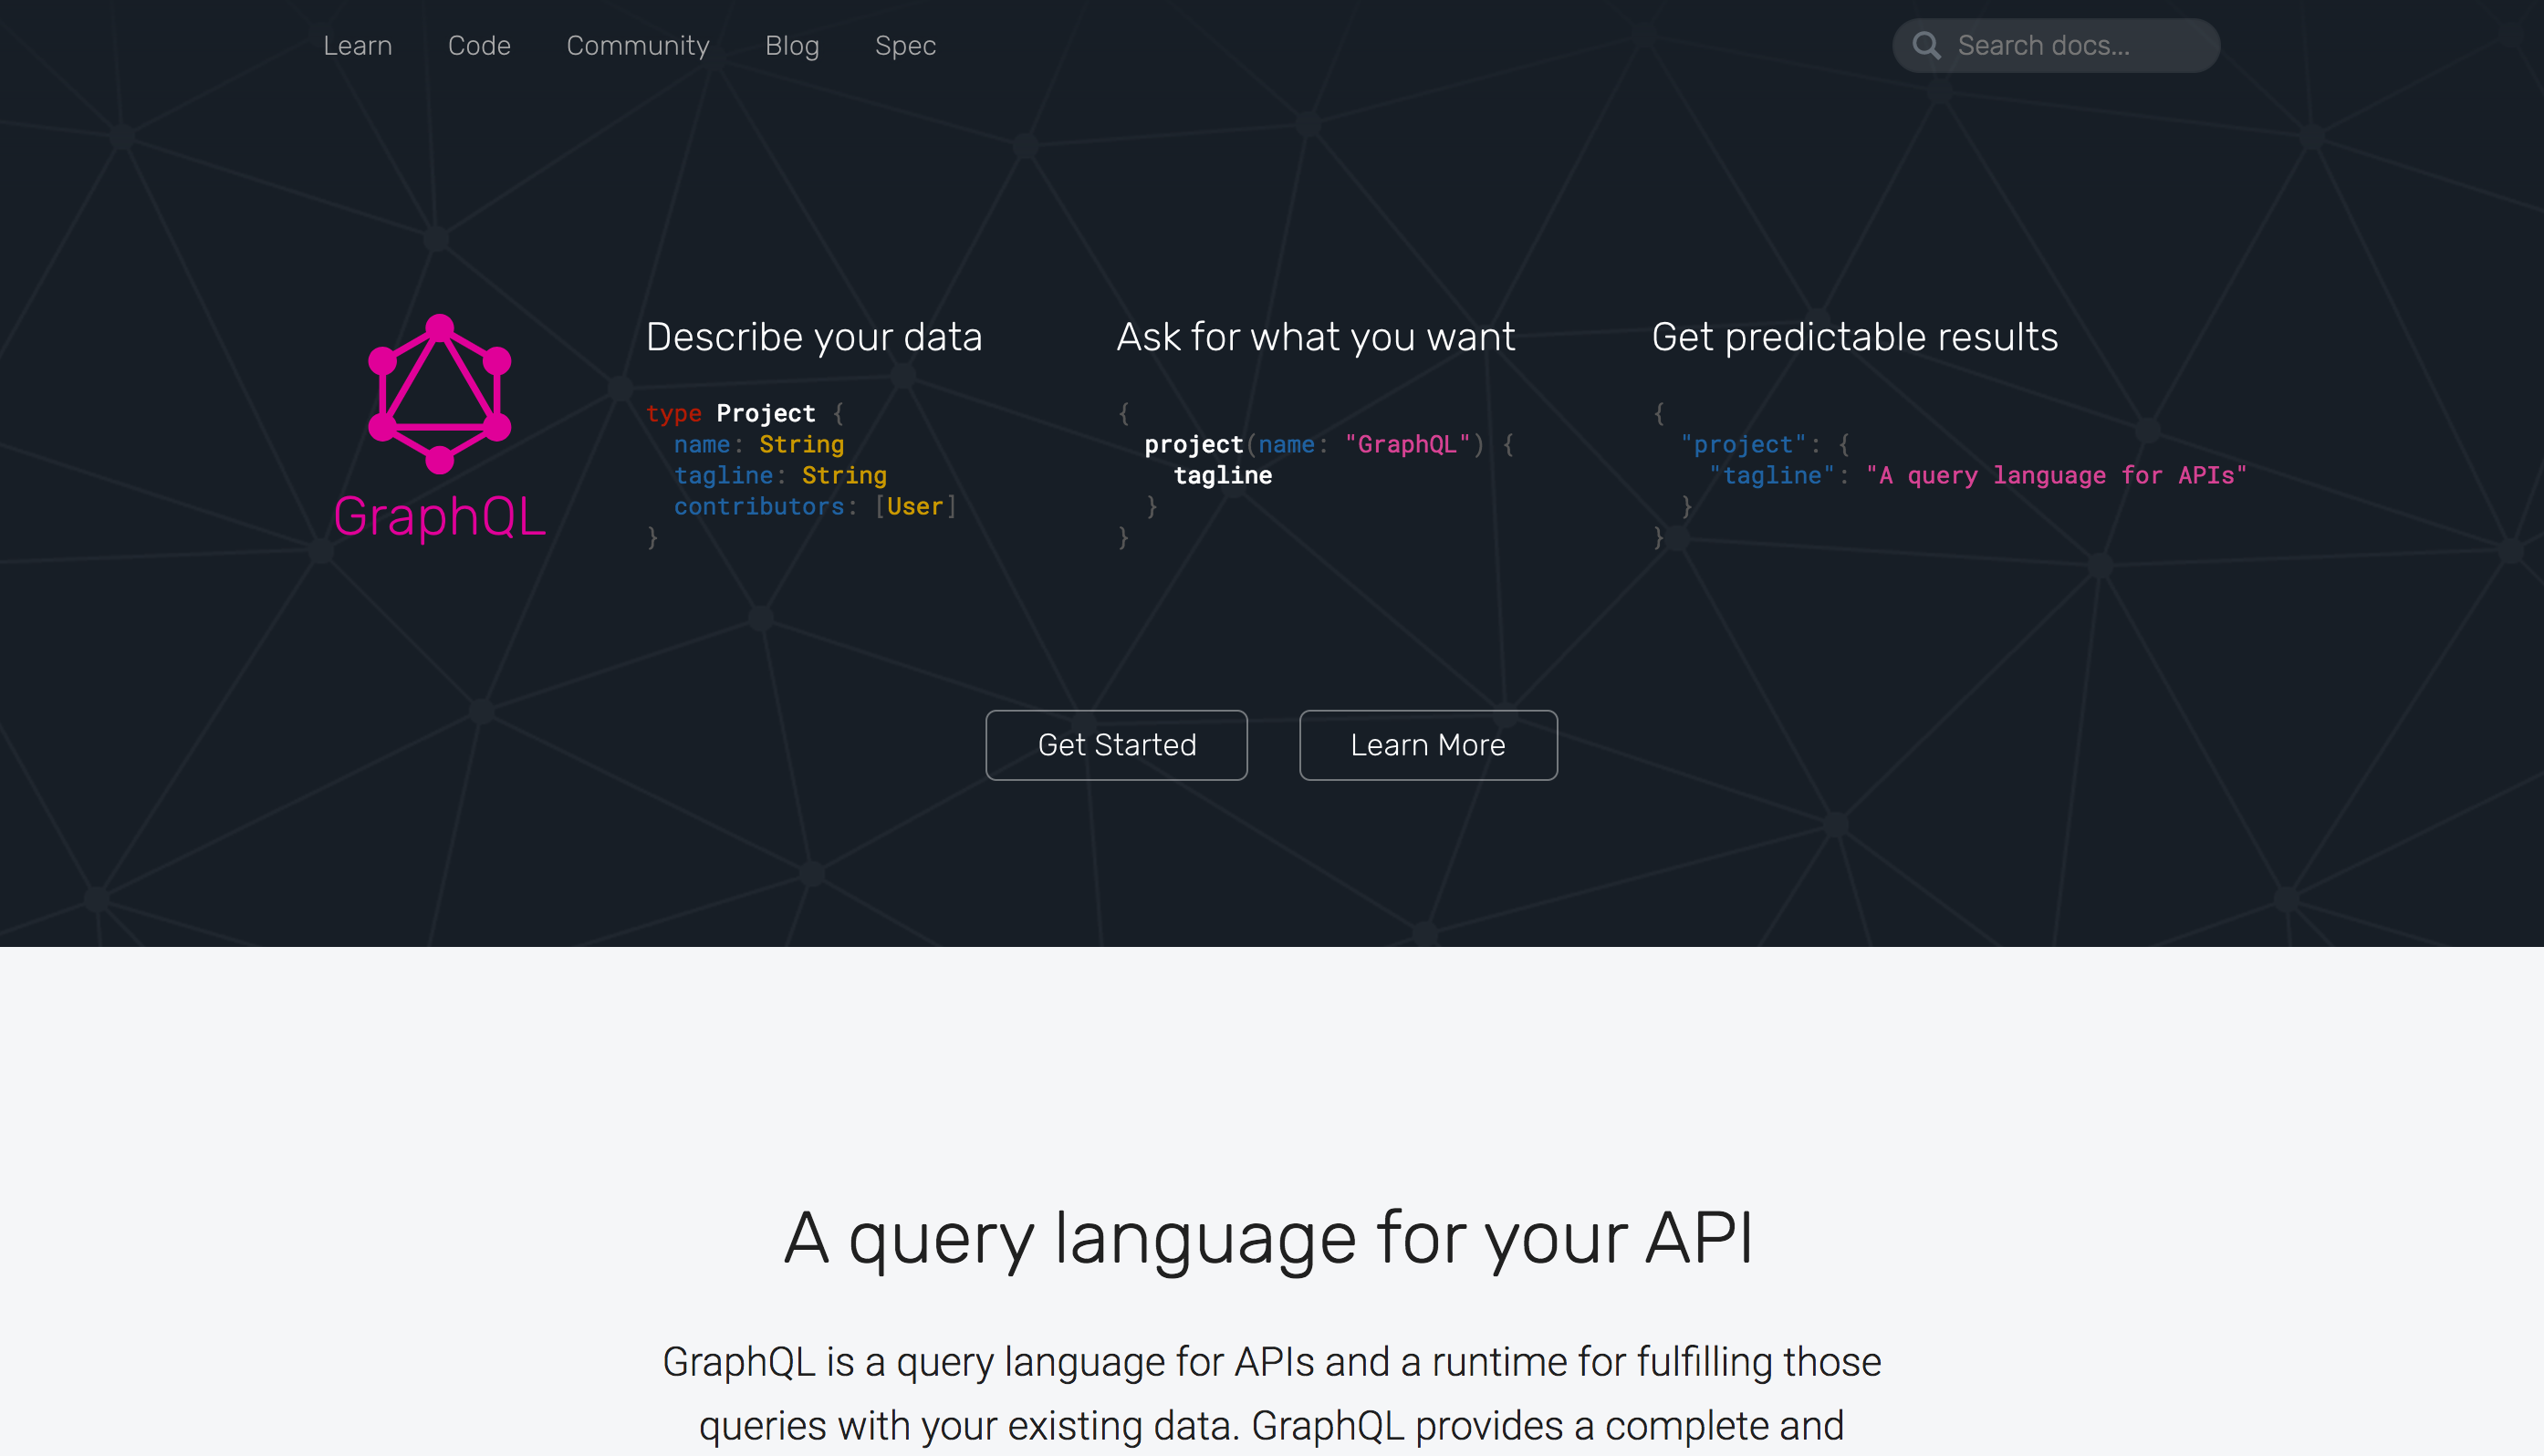 Learn Code Community Blog Spec Search docs...
GraphQL
Describe your data
type Project {
  name: String
  tagline: String
  contributors: [User]
}
Ask for what you want
{
  project(name: "GraphQL") {
    tagline
  }
}
Get predictable results
{
  "project": {
    "tagline": "A query language for APIs"
  }
}
Get Started Learn More
A query language for your API
GraphQL is a query language for APIs and a runtime for fulfilling those
queries with your existing data. GraphQL provides a complete and